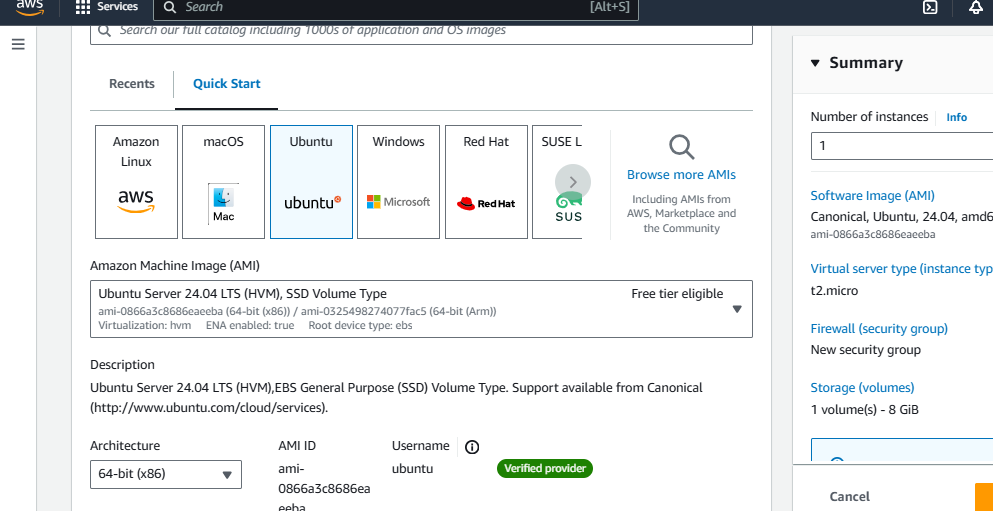 aws
Services
Search
[Alt+S]
Search our full catalog including 1000s of application and OS images
Recents
Quick Start
Amazon
Linux
aws
macOS
Mac
Ubuntu
ubuntu
Windows
Microsoft
Red Hat
Red Hat
SUSE L
SUS
Browse more AMIs
Including AMIs from
AWS, Marketplace and
the Community
Amazon Machine Image (AMI)
Ubuntu Server 24.04 LTS (HVM), SSD Volume Type
Free tier eligible
ami-0866a3c8686eaeeba (64-bit (x86)) / ami-0325498274077fac5 (64-bit (Arm))
Virtualization: hvm ENA enabled: true Root device type: ebs
Description
Ubuntu Server 24.04 LTS (HVM),EBS General Purpose (SSD) Volume Type. Support available from Canonical
(http://www.ubuntu.com/cloud/services).
Architecture
64-bit (x86)
AMI ID
ami-
0866a3c8686ea
eeba
Username
ubuntu
Verified provider
Summary
Number of instances
Info
1
Software Image (AMI)
Canonical, Ubuntu, 24.04, amd6
ami-0866a3c8686eaeeba
Virtual server type (instance typ
t2.micro
Firewall (security group)
New security group
Storage (volumes)
1 volume(s) - 8 GiB
Cancel